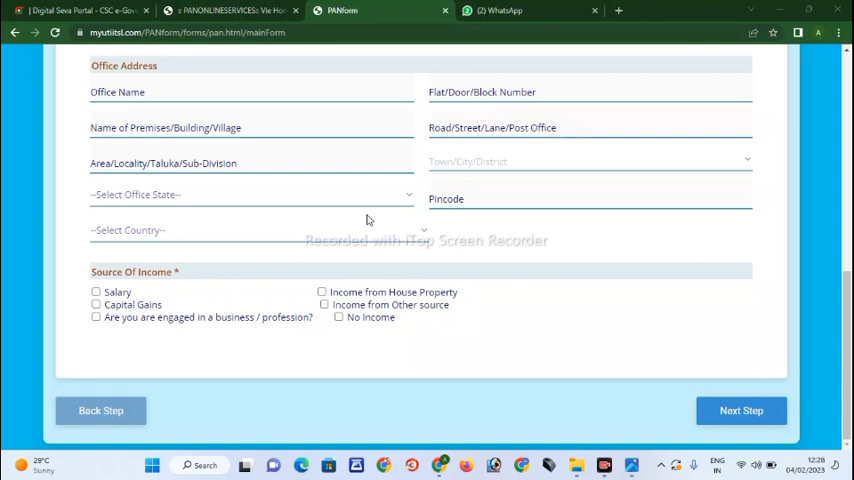 | Digital Seva Portal - CSC e-Gov
:: PANONLINESERVICES:: Vle Hom
PANform
(2) WhatsApp
myutiitsl.com/PANform/forms/pan.html/mainForm
Office Address
Office Name
Flat/Door/Block Number
Name of Premises/Building/Village
Road/Street/Lane/Post Office
Area/Locality/Taluka/Sub-Division
Town/City/District
--Select Office State--
Pincode
--Select Country--
Recorded with iTop Screen Recorder
Source Of Income *
Salary
Income from House Property
Capital Gains
Income from Other source
Are you are engaged in a business / profession?
No Income
Back Step
Next Step
29°C
Sunny
Search
ENG
IN
12:28
04/02/2023